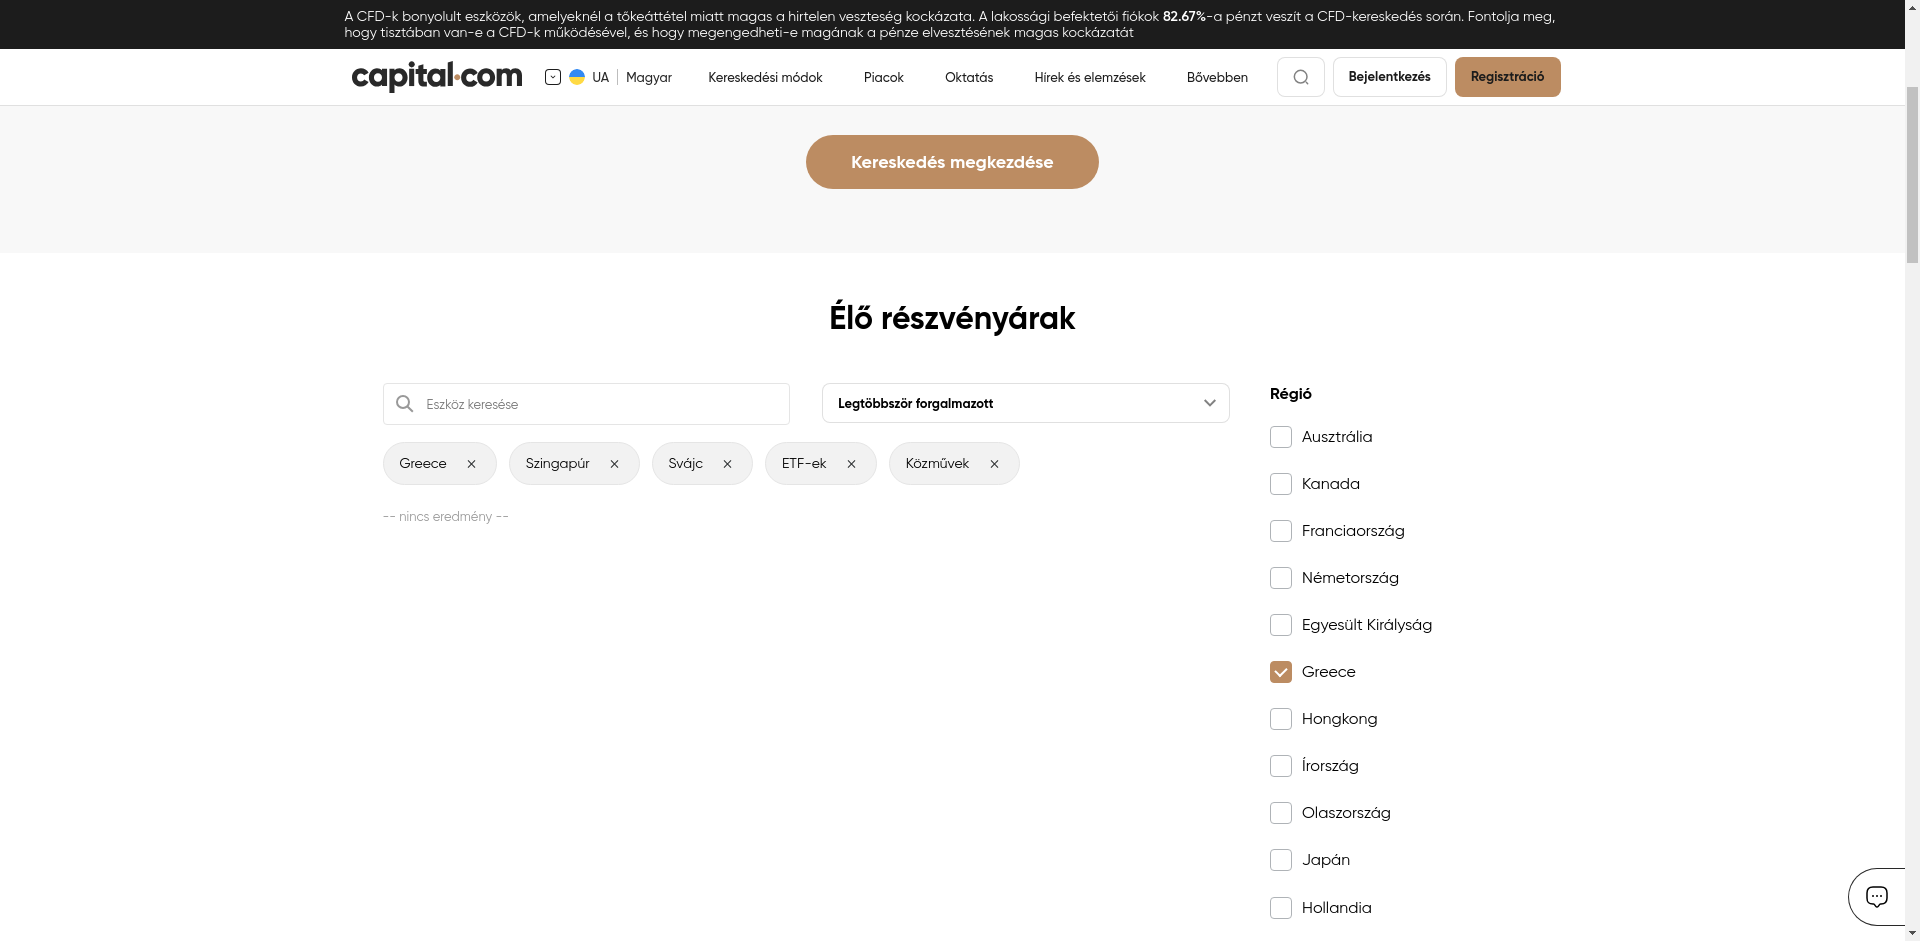 A CFD-k bonyolult eszközök, amelyeknél a tőkeáttétel miatt magas a hirtelen veszteség kockázata. A lakossági befektetői fiókok 82.67%-a pénzt veszít a CFD-kereskedés során. Fontolja meg,
hogy tisztában van-e a CFD-k működésével, és hogy megengedheti-e magának a pénze elvesztésének magas kockázatát
capital.com
UA
Magyar
Kereskedési módok
Piacok
Oktatás
Hírek és elemzések
Bővebben
Bejelentkezés
Regisztráció
Kereskedés megkezdése
Élő részvényárak
Eszköz keresése
Legtöbbször forgalmazott
Greece
Szingapúr
Svájc
ETF-ek
Közművek
-- nincs eredmény --
Régió
Ausztrália
Kanada
Franciaország
Németország
Egyesült Királyság
Greece
Hongkong
Írország
Olaszország
Japán
Hollandia